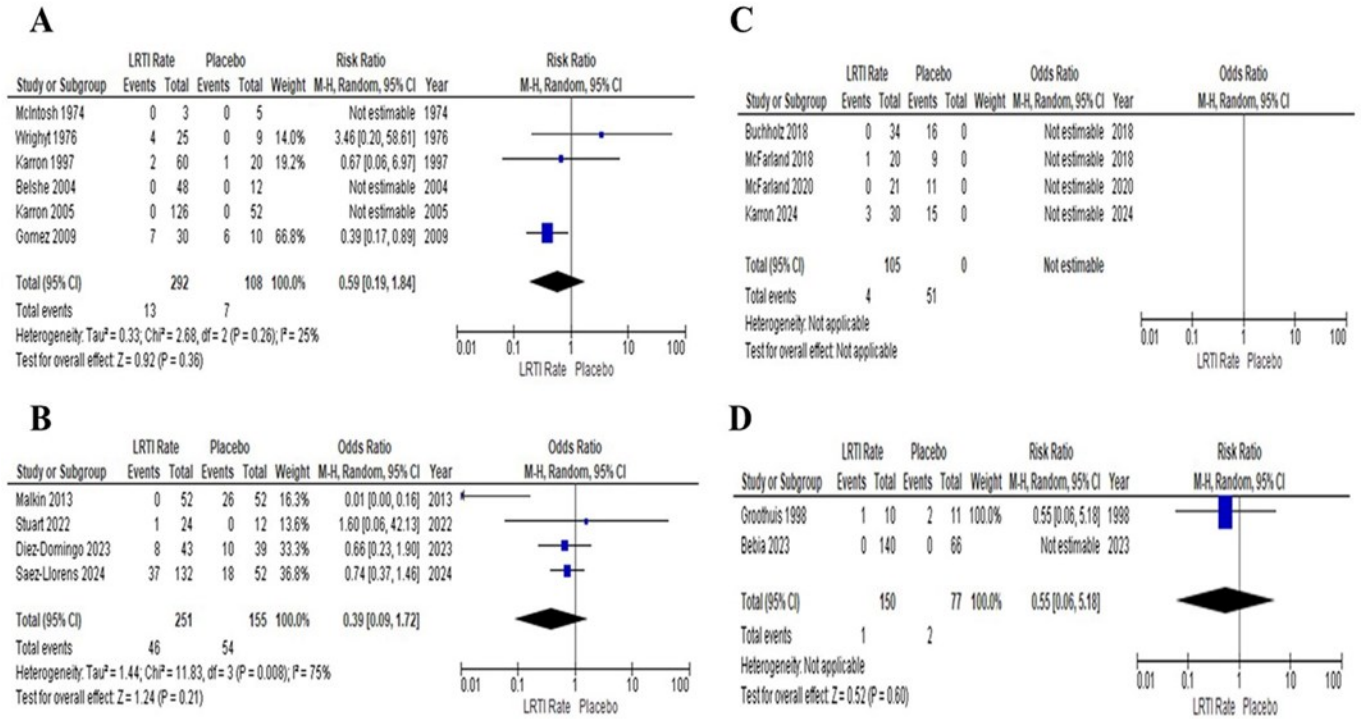 A
LRTI Rate Placebo Risk Ratio Risk Ratio
Study or Subgroup Events Total Events Total Weight M-H, Random, 95% CI Year M-H, Random, 95% CI
McIntosh 1974 0 3 0 5 Not estimable 1974
Wrighyt 1976 4 25 0 9 14.0% 3.46 [0.20, 58.61] 1976
Karron 1997 2 60 1 20 19.2% 0.67 [0.06, 6.97] 1997
Belshe 2004 0 48 0 12 Not estimable 2004
Karron 2005 0 126 0 52 Not estimable 2005
Gomez 2009 7 30 6 10 66.8% 0.39 [0.17, 0.89] 2009
Total (95% CI) 292 108 100.0% 0.59 [0.19, 1.84]
Total events 13 7
Heterogeneity: Tau² = 0.33; Chi² = 2.68, df = 2 (P = 0.26); I² = 25%
Test for overall effect: Z = 0.92 (P = 0.36)
0.01 0.1 1 10 100
LRTI Rate Placebo
B
LRTI Rate Placebo Odds Ratio Odds Ratio
Study or Subgroup Events Total Events Total Weight M-H, Random, 95% CI Year M-H, Random, 95% CI
Malkin 2013 0 52 26 52 16.3% 0.01 [0.00, 0.16] 2013
Stuart 2022 1 24 0 12 13.6% 1.60 [0.06, 42.13] 2022
Diez-Domingo 2023 8 43 10 39 33.3% 0.66 [0.23, 1.90] 2023
Saez-Llorens 2024 37 132 18 52 36.8% 0.74 [0.37, 1.46] 2024
Total (95% CI) 251 155 100.0% 0.39 [0.09, 1.72]
Total events 46 54
Heterogeneity: Tau² = 1.44; Chi² = 11.83, df = 3 (P = 0.008); I² = 75%
Test for overall effect: Z = 1.24 (P = 0.21)
0.01 0.1 1 10 100
LRTI Rate Placebo
C
LRTI Rate Placebo Odds Ratio Odds Ratio
Study or Subgroup Events Total Events Total Weight M-H, Random, 95% CI Year M-H, Random, 95% CI
Buchholz 2018 0 34 16 0 Not estimable 2018
McFarland 2018 1 20 9 0 Not estimable 2018
McFarland 2020 0 21 11 0 Not estimable 2020
Karron 2024 3 30 15 0 Not estimable 2024
Total (95% CI) 105 0 Not estimable
Total events 4 51
Heterogeneity: Not applicable
Test for overall effect: Not applicable
0.01 0.1 1 10 100
LRTI Rate Placebo
D
LRTI Rate Placebo Risk Ratio Risk Ratio
Study or Subgroup Events Total Events Total Weight M-H, Random, 95% CI Year M-H, Random, 95% CI
Groothuis 1998 1 10 2 11 100.0% 0.55 [0.06, 5.18] 1998
Bebia 2023 0 140 0 66 Not estimable 2023
Total (95% CI) 150 77 100.0% 0.55 [0.06, 5.18]
Total events 1 2
Heterogeneity: Not applicable
Test for overall effect: Z = 0.52 (P = 0.60)
0.01 0.1 1 10 100
LRTI Rate Placebo